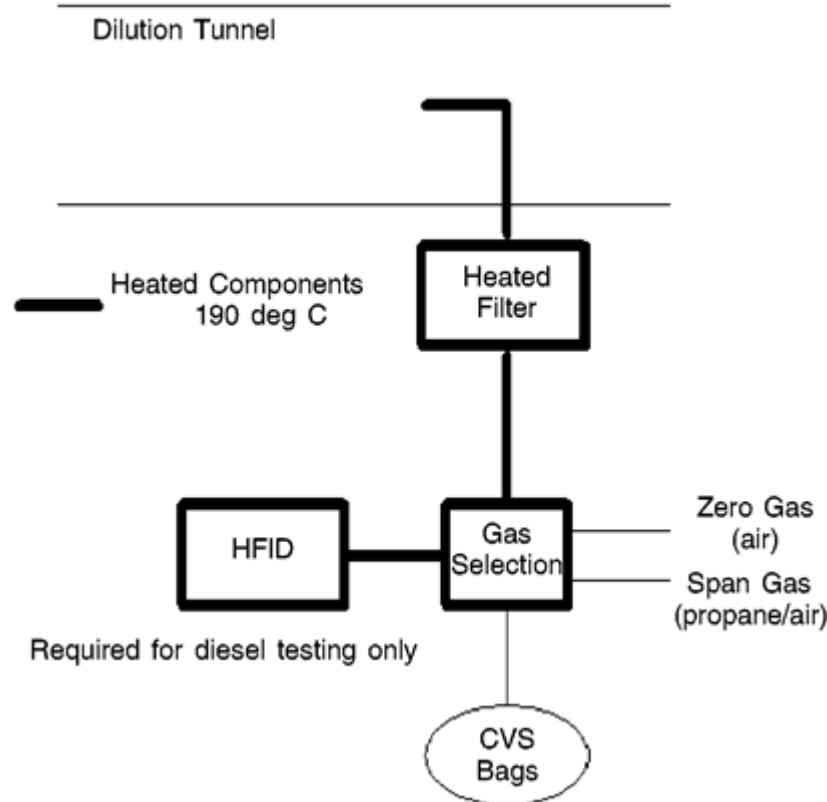 Dilution Tunnel
Heated Components
190 deg C
Heated
Filter
HFID
Gas
Selection
Zero Gas
(air)
Span Gas
(propane/air)
Required for diesel testing only
CVS
Bags